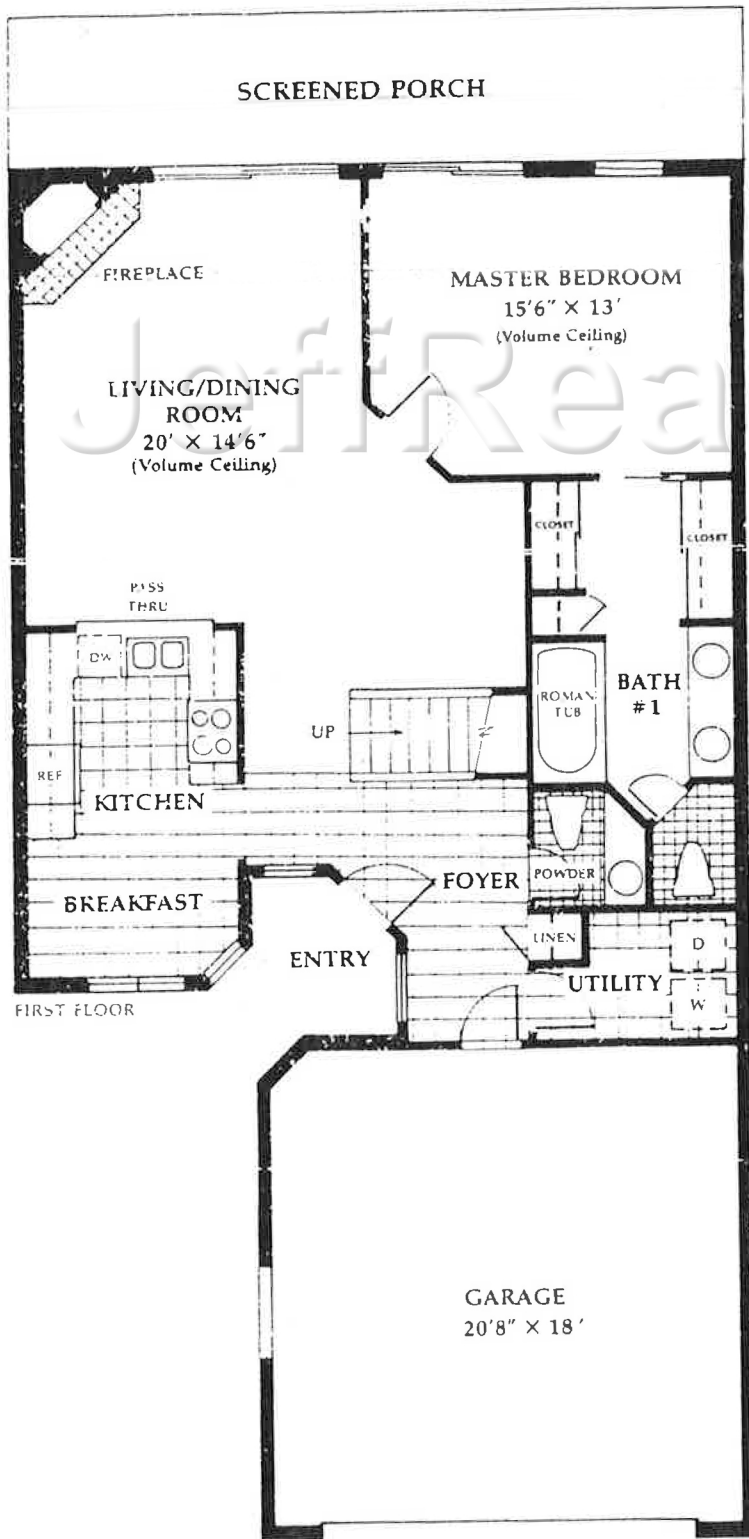 SCREENED PORCH
FIREPLACE
MASTER BEDROOM
15'6" × 13'
(Volume Ceiling)
JeffRea
LIVING/DINING
ROOM
20' × 14'6"
(Volume Ceiling)
CLOSET
CLOSET
PASS
THRU
DW
ROMAN
TUB
BATH
#1
UP
REF
KITCHEN
BREAKFAST
FOYER
POWDER
ENTRY
LINEN
D
UTILITY
W
FIRST FLOOR
GARAGE
20'8" × 18'